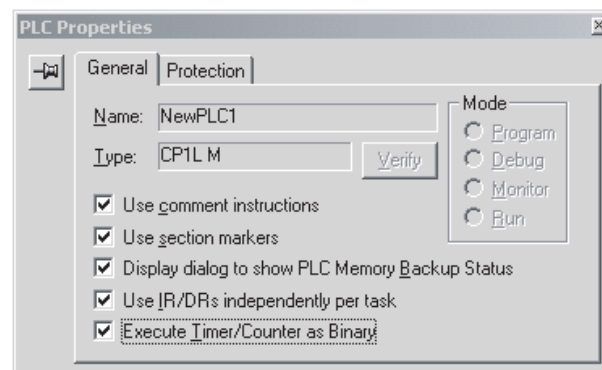 PLC Properties
General Protection
Name: NewPLC1
Type: CP1L M Verify
Mode
Program
Debug
Monitor
Run
Use comment instructions
Use section markers
Display dialog to show PLC Memory Backup Status
Use IR/DRs independently per task
Execute Timer/Counter as Binary